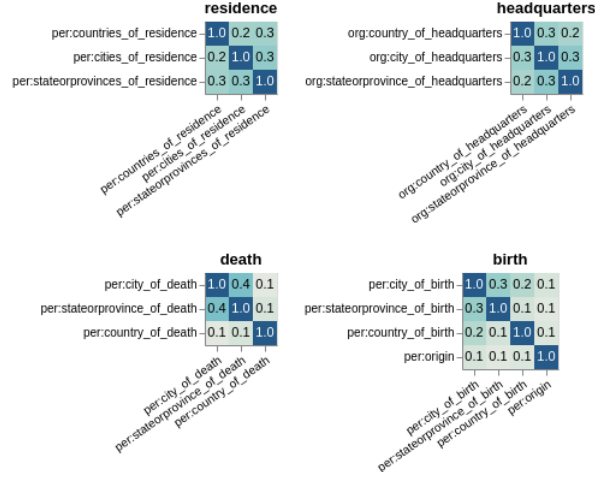 residence
per:countries_of_residence 1.0 0.2 0.3
per:cities_of_residence 0.2 1.0 0.3
per:stateorprovinces_of_residence 0.3 0.3 1.0
per:countries_of_residence
per:cities_of_residence
per:stateorprovinces_of_residence
headquarters
org:country_of_headquarters 1.0 0.3 0.2
org:city_of_headquarters 0.3 1.0 0.3
org:stateorprovince_of_headquarters 0.2 0.3 1.0
org:country_of_headquarters
org:city_of_headquarters
org:stateorprovince_of_headquarters
death
per:city_of_death 1.0 0.4 0.1
per:stateorprovince_of_death 0.4 1.0 0.1
per:country_of_death 0.1 0.1 1.0
per:city_of_death
per:stateorprovince_of_death
per:country_of_death
birth
per:city_of_birth 1.0 0.3 0.2 0.1
per:stateorprovince_of_birth 0.3 1.0 0.1 0.1
per:country_of_birth 0.2 0.1 1.0 0.1
per:origin 0.1 0.1 0.1 1.0
per:city_of_birth
per:stateorprovince_of_birth
per:country_of_birth
per:origin